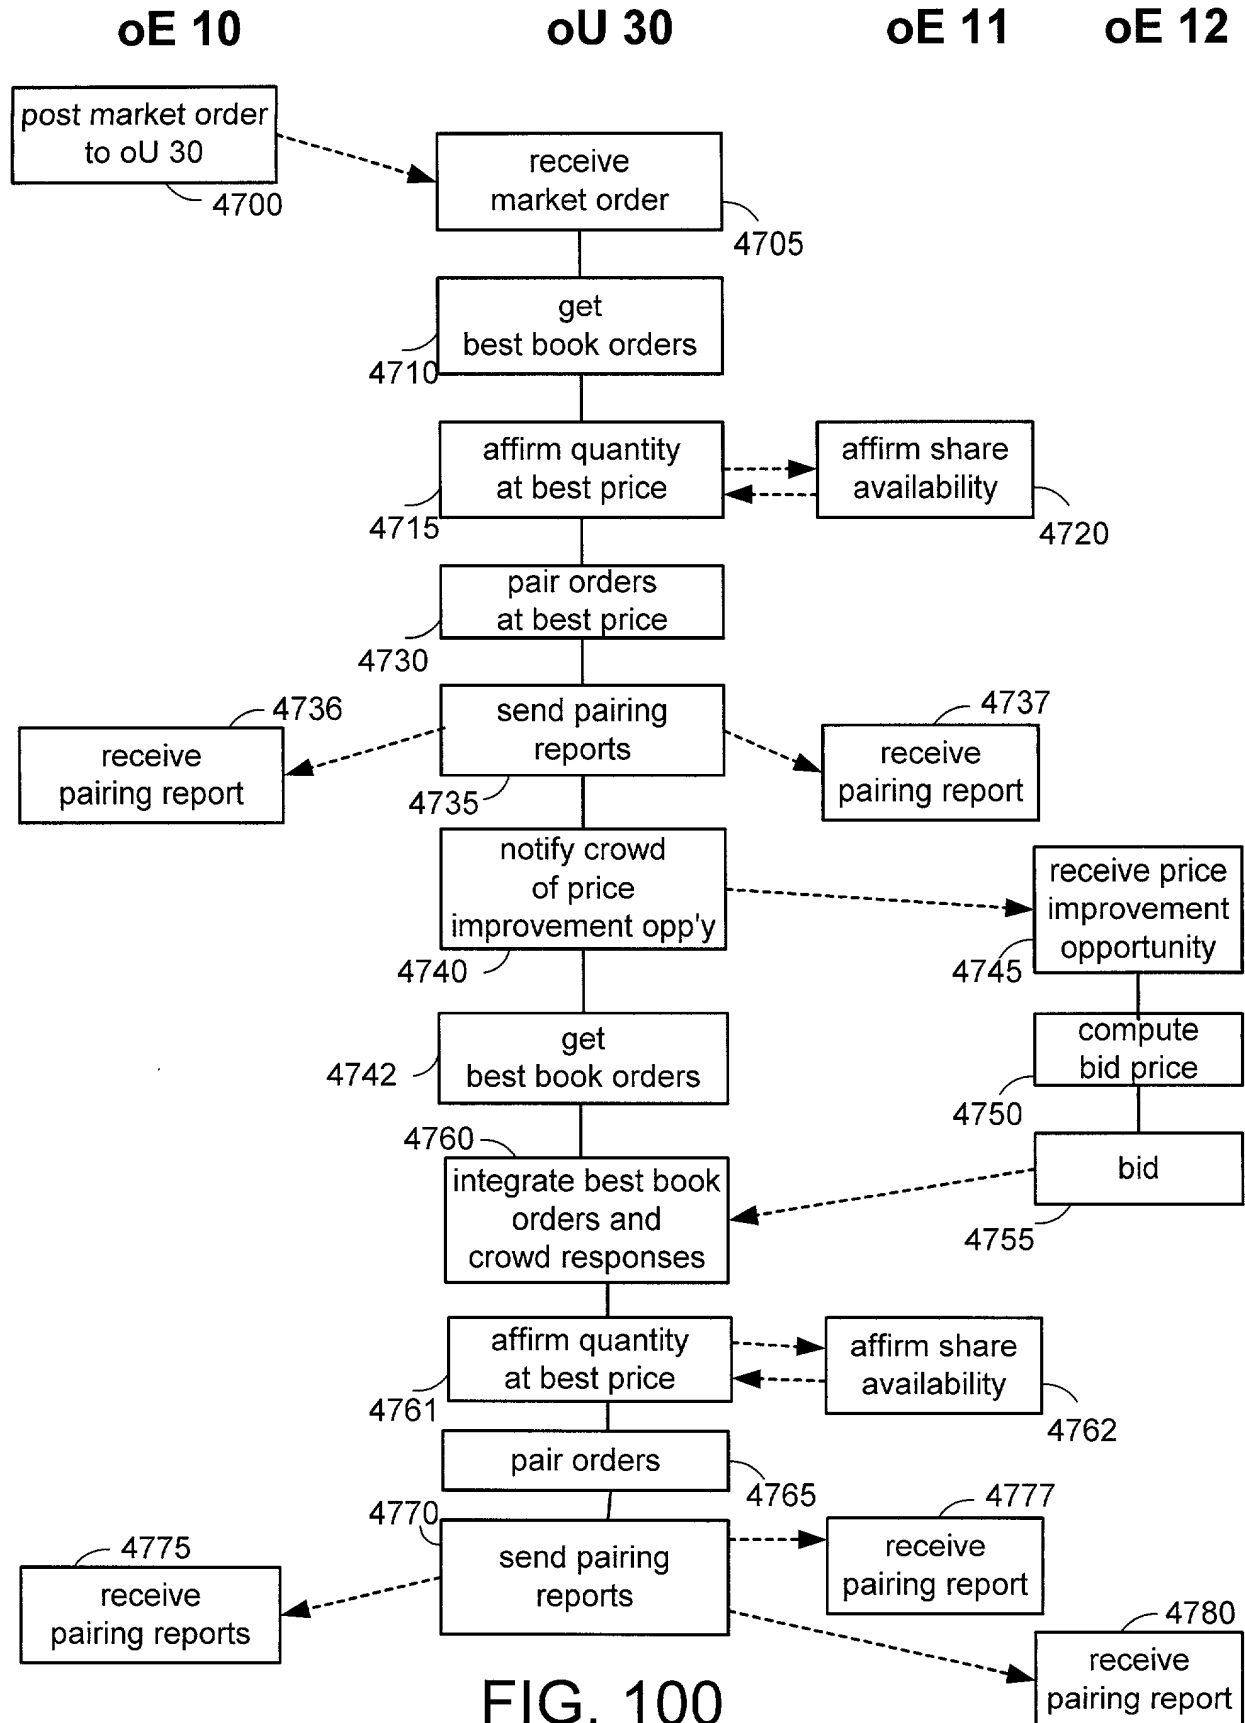 oE 10
oU 30
oE 11
oE 12
post market order
to oU 30
4700
receive
market order
4705
get
best book orders
4710
affirm quantity
at best price
4715
affirm share
availability
4720
pair orders
at best price
4730
send pairing
reports
4735
4736
receive
pairing report
4737
receive
pairing report
notify crowd
of price
improvement opp'y
4740
receive price
improvement
opportunity
4745
get
best book orders
4742
compute
bid price
4750
bid
4755
4760
integrate best book
orders and
crowd responses
affirm quantity
at best price
4761
affirm share
availability
4762
pair orders
4765
4770
send pairing
reports
4775
receive
pairing reports
4777
receive
pairing report
4780
receive
pairing report
FIG. 100